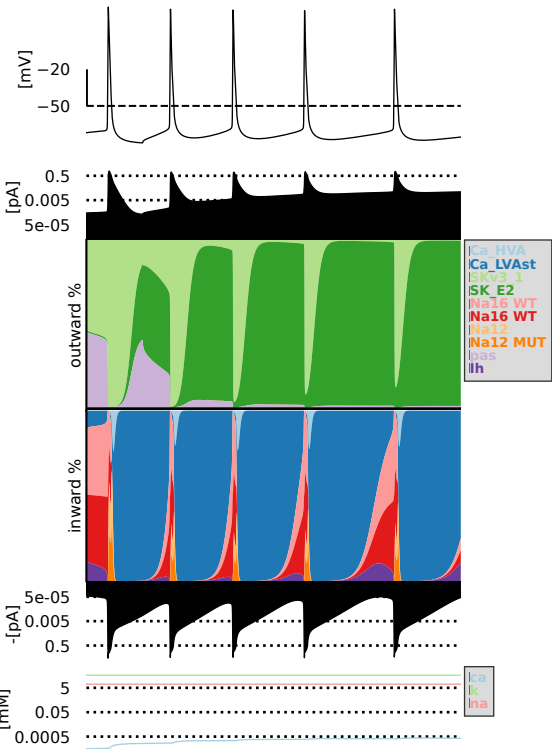 [mV]
−20
−50
[pA]
0.5
0.005
5e-05
outward %
Ca_HVA
Ca_LVAst
SKv3_1
SK_E2
Na16 WT
Na16 WT
Na12
Na12 MUT
pas
Ih
inward %
-[pA]
5e-05
0.005
0.5
[mM]
5
0.05
0.0005
ca
k
na